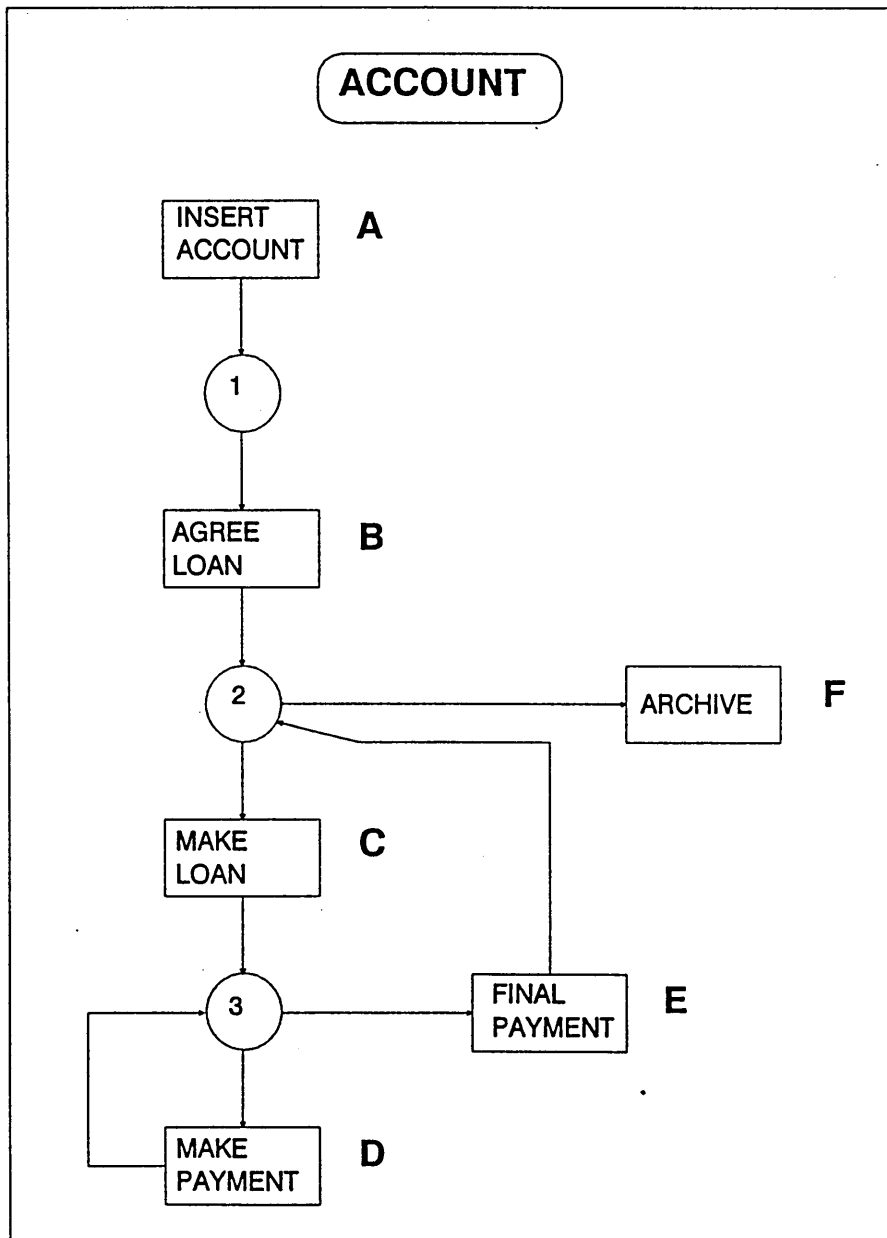 ACCOUNT
INSERT
ACCOUNT
A
1
AGREE
LOAN
B
2
ARCHIVE
F
MAKE
LOAN
C
3
FINAL
PAYMENT
E
MAKE
PAYMENT
D